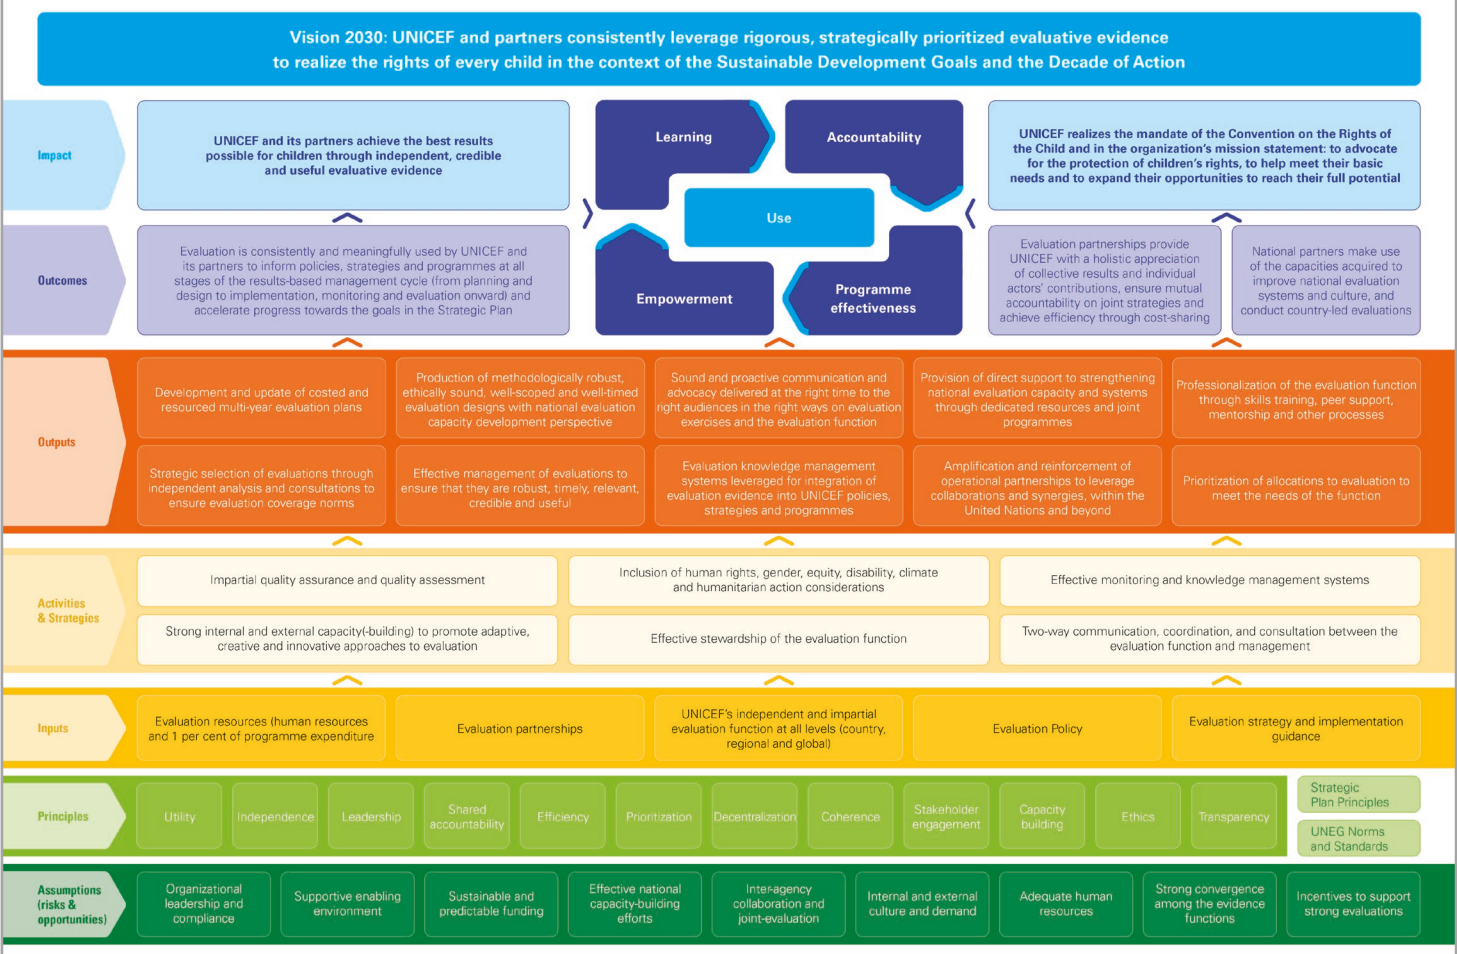 Vision 2030: UNICEF and partners consistently leverage rigorous, strategically prioritized evaluative evidence
to realize the rights of every child in the context of the Sustainable Development Goals and the Decade of Action
Impact
UNICEF and its partners achieve the best results
possible for children through independent, credible
and useful evaluative evidence
Learning
Accountability
Use
Empowerment
Programme
effectiveness
UNICEF realizes the mandate of the Convention on the Rights of
the Child and in the organization's mission statement: to advocate
for the protection of children's rights, to help meet their basic
needs and to expand their opportunities to reach their full potential
Outcomes
Evaluation is consistently and meaningfully used by UNICEF and
its partners to inform policies, strategies and programmes at all
stages of the results-based management cycle (from planning and
design to implementation, monitoring and evaluation onward) and
accelerate progress towards the goals in the Strategic Plan
Evaluation partnerships provide
UNICEF with a holistic appreciation
of collective results and individual
actors' contributions, ensure mutual
accountability on joint strategies and
achieve efficiency through cost-sharing
National partners make use
of the capacities acquired to
improve national evaluation
systems and culture, and
conduct country-led evaluations
Outputs
Development and update of costed and
resourced multi-year evaluation plans
Production of methodologically robust,
ethically sound, well-scoped and well-timed
evaluation designs with national evaluation
capacity development perspective
Sound and proactive communication and
advocacy delivered at the right time to the
right audiences in the right ways on evaluation
exercises and the evaluation function
Provision of direct support to strengthening
national evaluation capacity and systems
through dedicated resources and joint
programmes
Professionalization of the evaluation function
through skills training, peer support,
mentorship and other processes
Strategic selection of evaluations through
independent analysis and consultations to
ensure evaluation coverage norms
Effective management of evaluations to
ensure that they are robust, timely, relevant,
credible and useful
Evaluation knowledge management
systems leveraged for integration of
evaluation evidence into UNICEF policies,
strategies and programmes
Amplification and reinforcement of
operational partnerships to leverage
collaborations and synergies, within the
United Nations and beyond
Prioritization of allocations to evaluation to
meet the needs of the function
Activities
& Strategies
Impartial quality assurance and quality assessment
Inclusion of human rights, gender, equity, disability, climate
and humanitarian action considerations
Effective monitoring and knowledge management systems
Strong internal and external capacity(-building) to promote adaptive,
creative and innovative approaches to evaluation
Effective stewardship of the evaluation function
Two-way communication, coordination, and consultation between the
evaluation function and management
Inputs
Evaluation resources (human resources
and 1 per cent of programme expenditure
Evaluation partnerships
UNICEF's independent and impartial
evaluation function at all levels (country,
regional and global)
Evaluation Policy
Evaluation strategy and implementation
guidance
Principles
Utility
Independence
Leadership
Shared
accountability
Efficiency
Prioritization
Decentralization
Coherence
Stakeholder
engagement
Capacity
building
Ethics
Transparency
Strategic
Plan Principles
UNEG Norms
and Standards
Assumptions
(risks &
opportunities)
Organizational
leadership and
compliance
Supportive enabling
environment
Sustainable and
predictable funding
Effective national
capacity-building
efforts
Inter-agency
collaboration and
joint-evaluation
Internal and external
culture and demand
Adequate human
resources
Strong convergence
among the evidence
functions
Incentives to support
strong evaluations